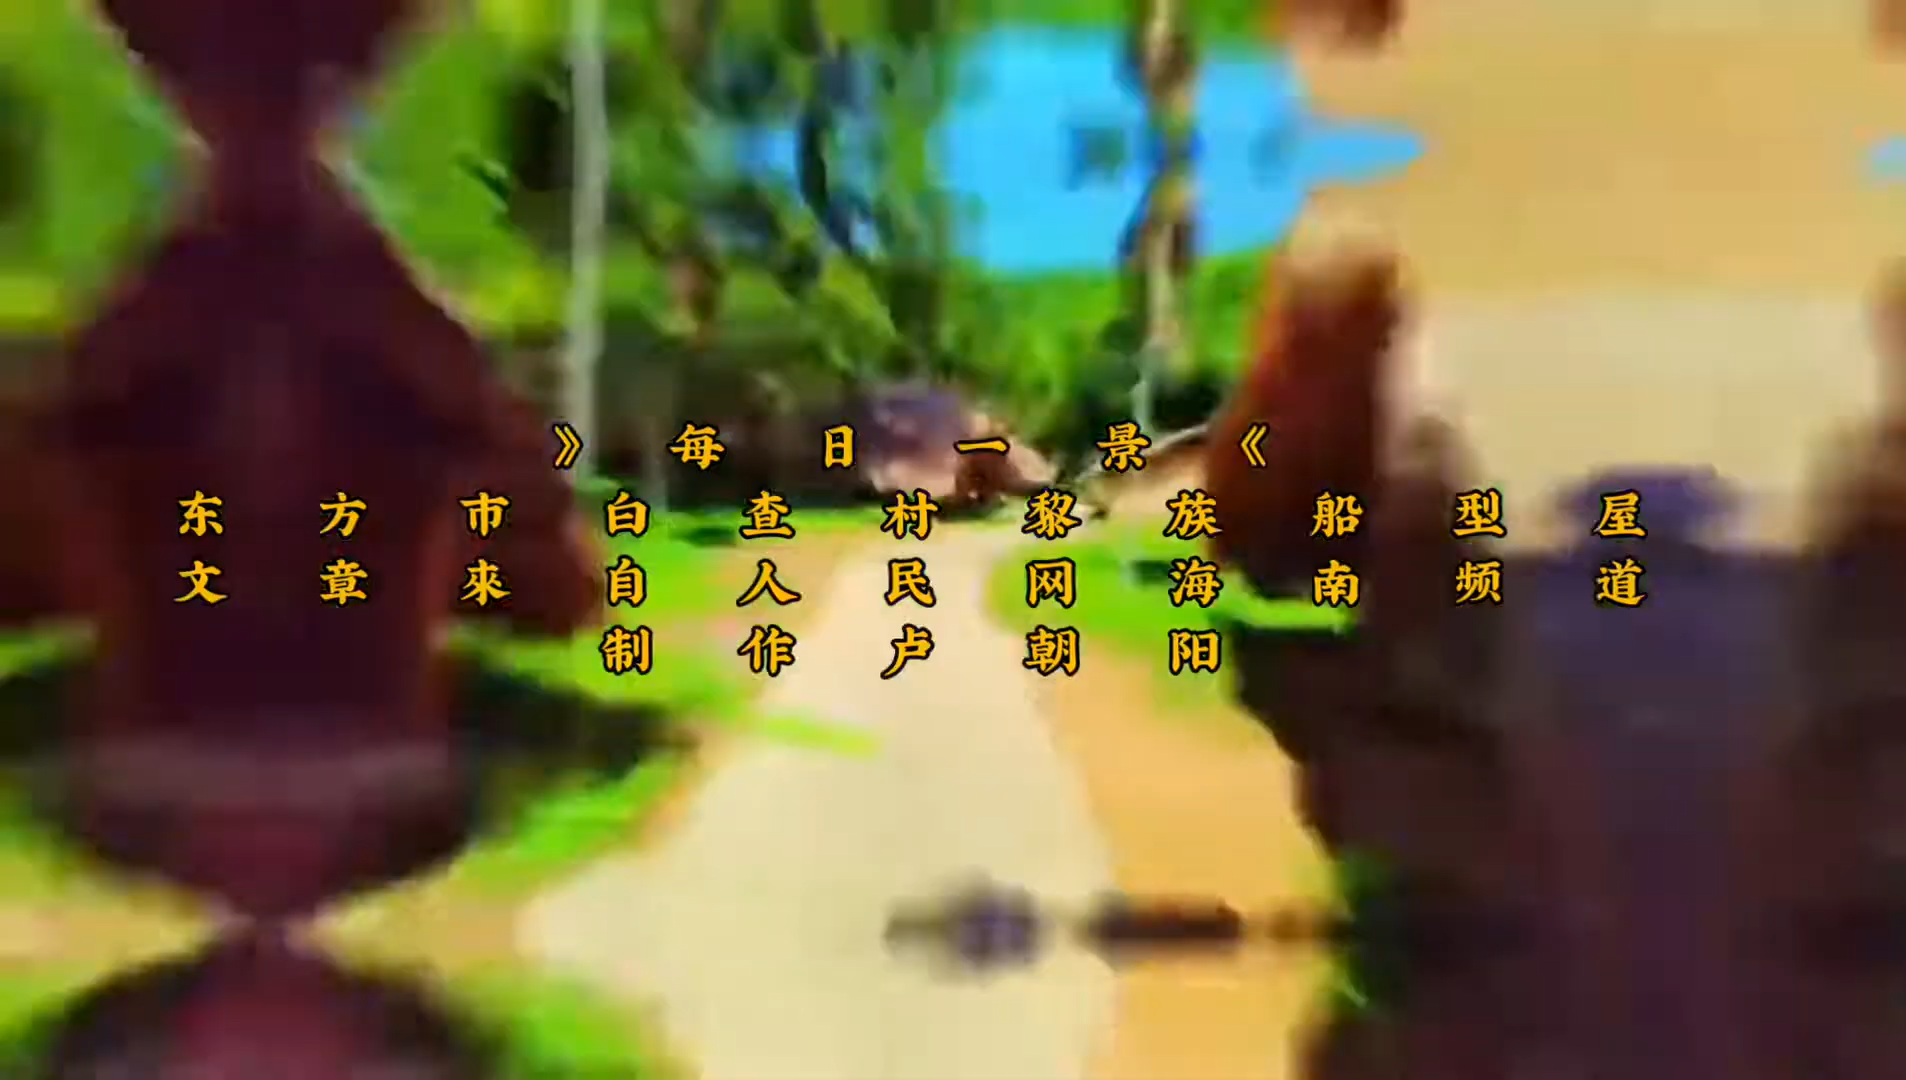 》每日一景《
东方市白查村黎族船型屋
文章來自人民网海南频道
制作卢朝阳